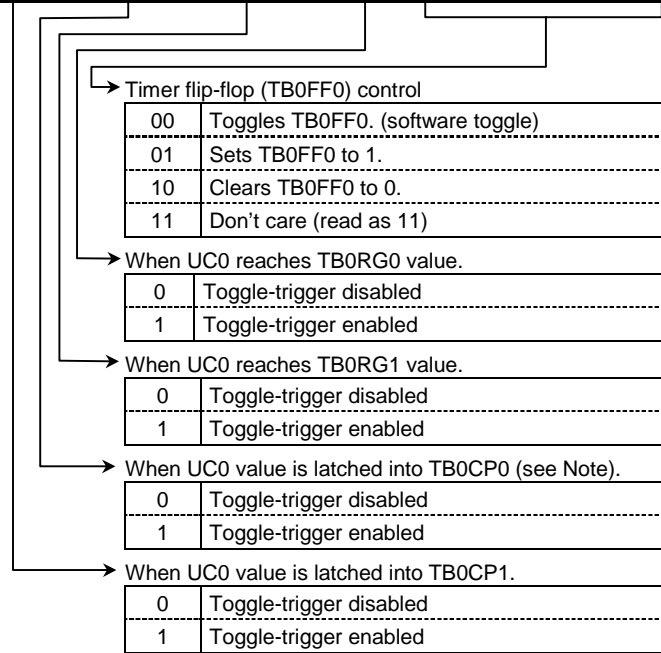 Timer flip-flop (TB0FF0) control
00 Toggles TB0FF0. (software toggle)
01 Sets TB0FF0 to 1.
10 Clears TB0FF0 to 0.
11 Don't care (read as 11)
When UC0 reaches TB0RG0 value.
0 Toggle-trigger disabled
1 Toggle-trigger enabled
When UC0 reaches TB0RG1 value.
0 Toggle-trigger disabled
1 Toggle-trigger enabled
When UC0 value is latched into TB0CP0 (see Note).
0 Toggle-trigger disabled
1 Toggle-trigger enabled
When UC0 value is latched into TB0CP1.
0 Toggle-trigger disabled
1 Toggle-trigger enabled